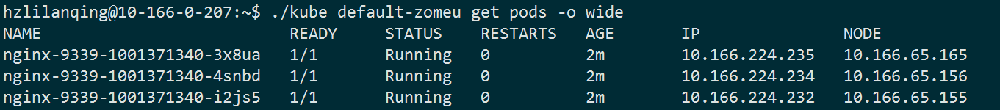 hzlilanqing@10-166-0-207:~$ ./kube default-zomeu get pods -o wide
NAME READY STATUS RESTARTS AGE IP NODE
nginx-9339-1001371340-3x8ua 1/1 Running 0 2m 10.166.224.235 10.166.65.165
nginx-9339-1001371340-4snbd 1/1 Running 0 2m 10.166.224.234 10.166.65.156
nginx-9339-1001371340-i2js5 1/1 Running 0 2m 10.166.224.232 10.166.65.155